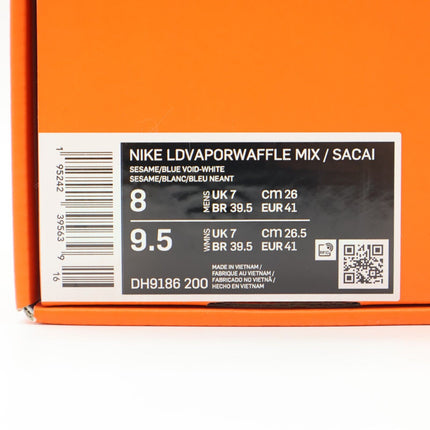 NIKE LDVAPORWAFFLE MIX / SACAI
SESAME/BLUE VOID-WHITE
SESAME/BLANC/BLEU NEANT
8 MENS UK 7 cm 26
BR 39.5 EUR 41
9.5 WMNS UK 7 cm 26.5
BR 39.5 EUR 41
DH9186 200
MADE IN VIETNAM /
FABRIQUE AU VIETNAM /
FABRICADO NO VIETNÃ /
HECHO EN VIETNAM
1 95242 39563 9
16